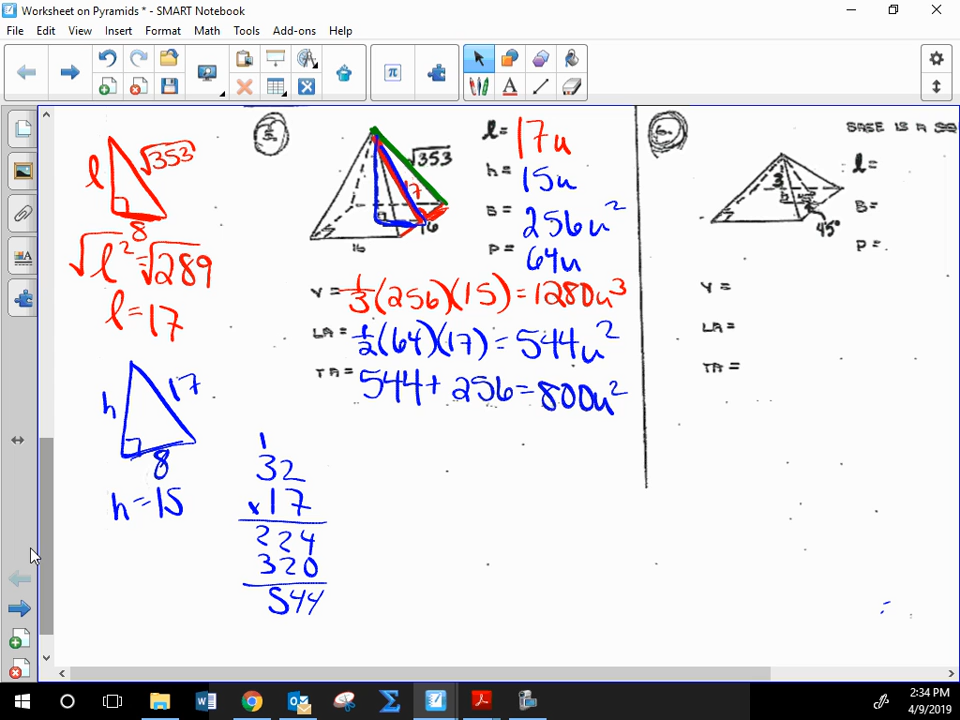 Worksheet on Pyramids * - SMART Notebook
File Edit View Insert Format Math Tools Add-ons Help
π
A
l
√353
8
√l² = √289
l = 17
h
17
8
h = 15
1
32
x 17
224
320
544
5.
√353
17
16
16
l = 17u
h = 15u
B = 256u²
P = 64u
V = 1/3(256)(15) = 1280u³
LA = 1/2(64)(17) = 544u²
TA = 544 + 256 = 800u²
6.
BASE IS A SQ
3
45°
l =
B =
P =
V =
LA =
TA =
2:34 PM
4/9/2019